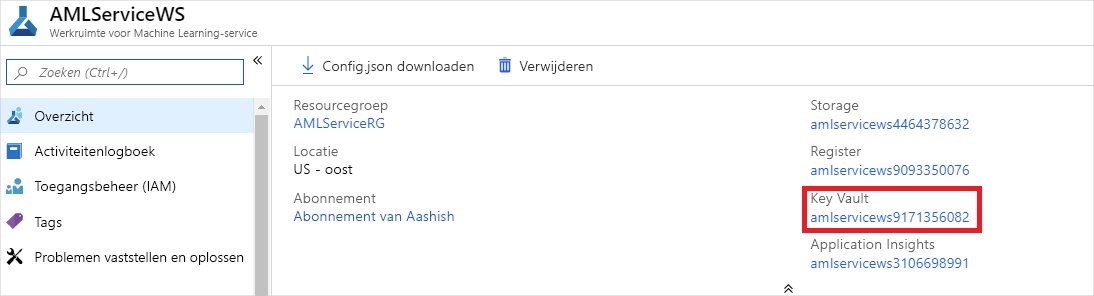 AMLServiceWS
Werkruimte voor Machine Learning-service
Zoeken (Ctrl+/)
Overzicht
Activiteitenlogboek
Toegangsbeheer (IAM)
Tags
Problemen vaststellen en oplossen
Config.json downloaden
Verwijderen
Resourcegroep
AMLServiceRG
Locatie
US - oost
Abonnement
Abonnement van Aashish
Storage
amlservicews4464378632
Register
amlservicews9093350076
Key Vault
amlservicews9171356082
Application Insights
amlservicews3106698991